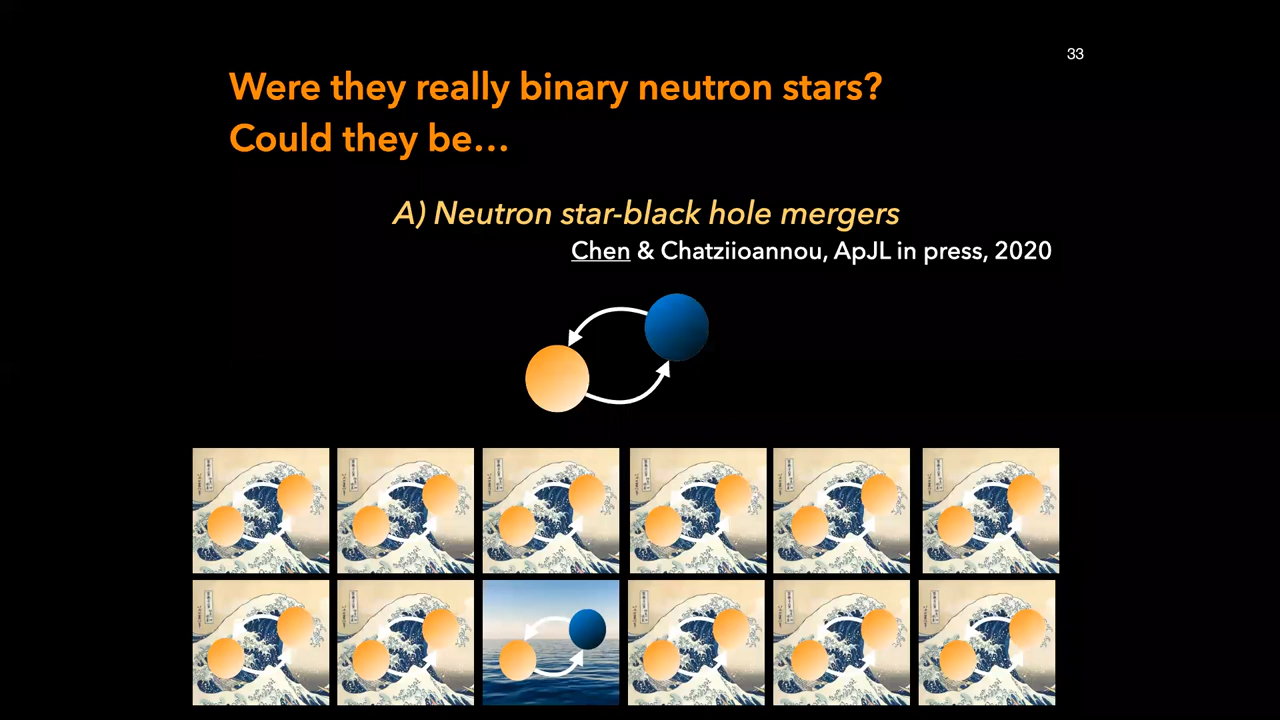 33
Were they really binary neutron stars?
Could they be…
A) Neutron star-black hole mergers
Chen & Chatziioannou, ApJL in press, 2020